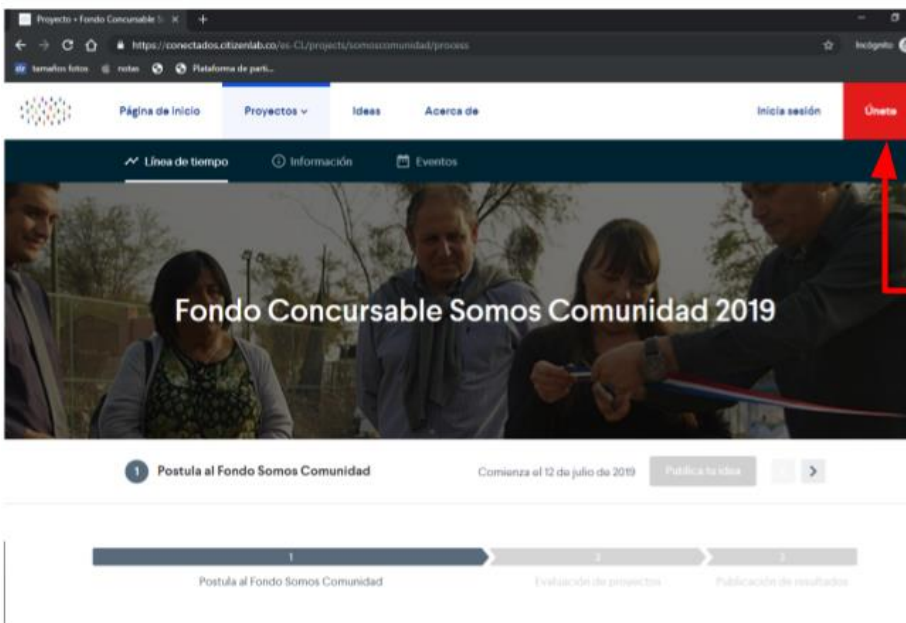 Proyecto • Fondo Concursable S
https://conectados.citizenlab.co/es-CL/projects/somoscomunidad/process
Incógnito
tamaños fotos
notas
Plataforma de parti...
Página de inicio
Proyectos
Ideas
Acerca de
Inicia sesión
Únete
Línea de tiempo
Información
Eventos
Fondo Concursable Somos Comunidad 2019
1 Postula al Fondo Somos Comunidad
Comienza el 12 de julio de 2019
Publica tu idea
1
2
3
Postula al Fondo Somos Comunidad
Evaluación de proyectos
Publicación de resultados